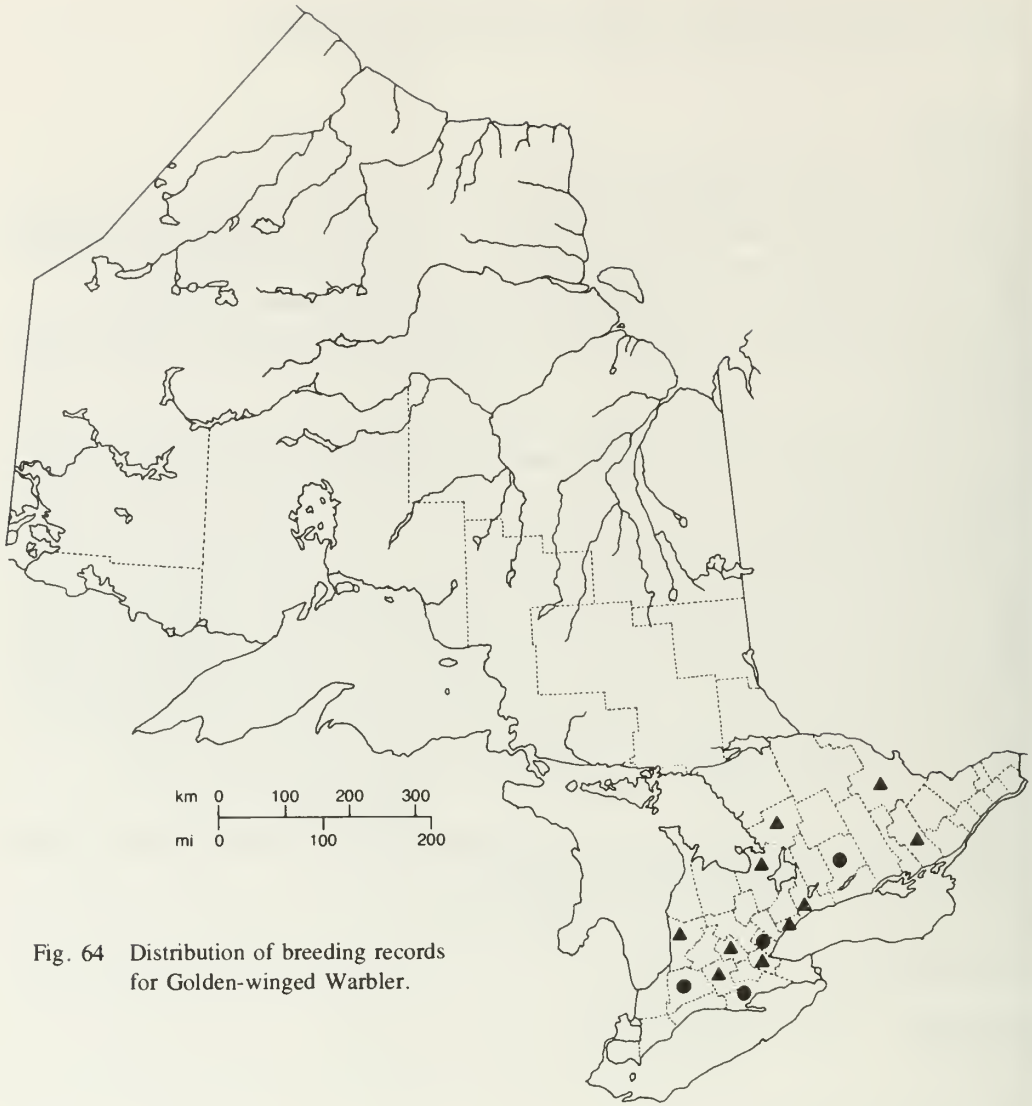 km 0 100 200 300
mi 0 100 200
Fig. 64 Distribution of breeding records
for Golden-winged Warbler.